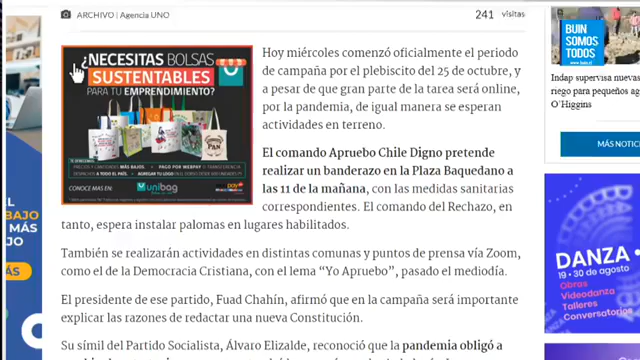 ARCHIVO | Agencia UNO
241 visitas
¿NECESITAS BOLSAS
SUSTENTABLES
PARA TU EMPRENDIMIENTO?
CONOCE MAS EN:
unibag
Hoy miércoles comenzó oficialmente el periodo
de campaña por el plebiscito del 25 de octubre, y
a pesar de que gran parte de la tarea será online,
por la pandemia, de igual manera se esperan
actividades en terreno.
El comando Apruebo Chile Digno pretende
realizar un banderazo en la Plaza Baquedano a
las 11 de la mañana, con las medidas sanitarias
correspondientes. El comando del Rechazo, en
tanto, espera instalar palomas en lugares habilitados.
También se realizarán actividades en distintas comunas y puntos de prensa vía Zoom,
como el de la Democracia Cristiana, con el lema “Yo Apruebo”, pasado el mediodía.
El presidente de ese partido, Fuad Chahín, afirmó que en la campaña será importante
explicar las razones de redactar una nueva Constitución.
Su símil del Partido Socialista, Álvaro Elizalde, reconoció que la pandemia obligó a
BUIN
SOMOS
TODOS
Indap supervisa nuevas
riego para pequeños ag
O’Higgins
MÁS NOTICI
DANZA
19 • 30 de agosto
Obras
Videodanza
Talleres
Conversatorios
BAJO
Y MÁS